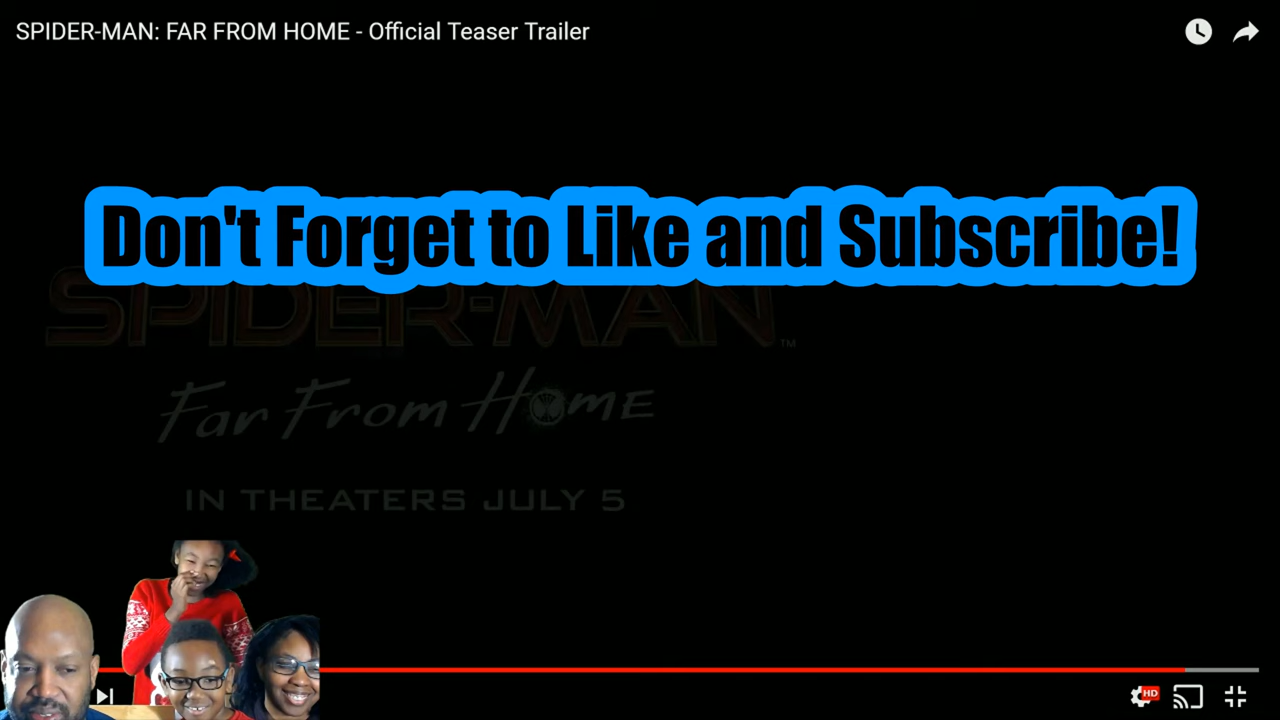 SPIDER-MAN: FAR FROM HOME - Official Teaser Trailer
Don't Forget to Like and Subscribe!
SPIDER-MAN™
Far From Home
IN THEATERS JULY 5
HD